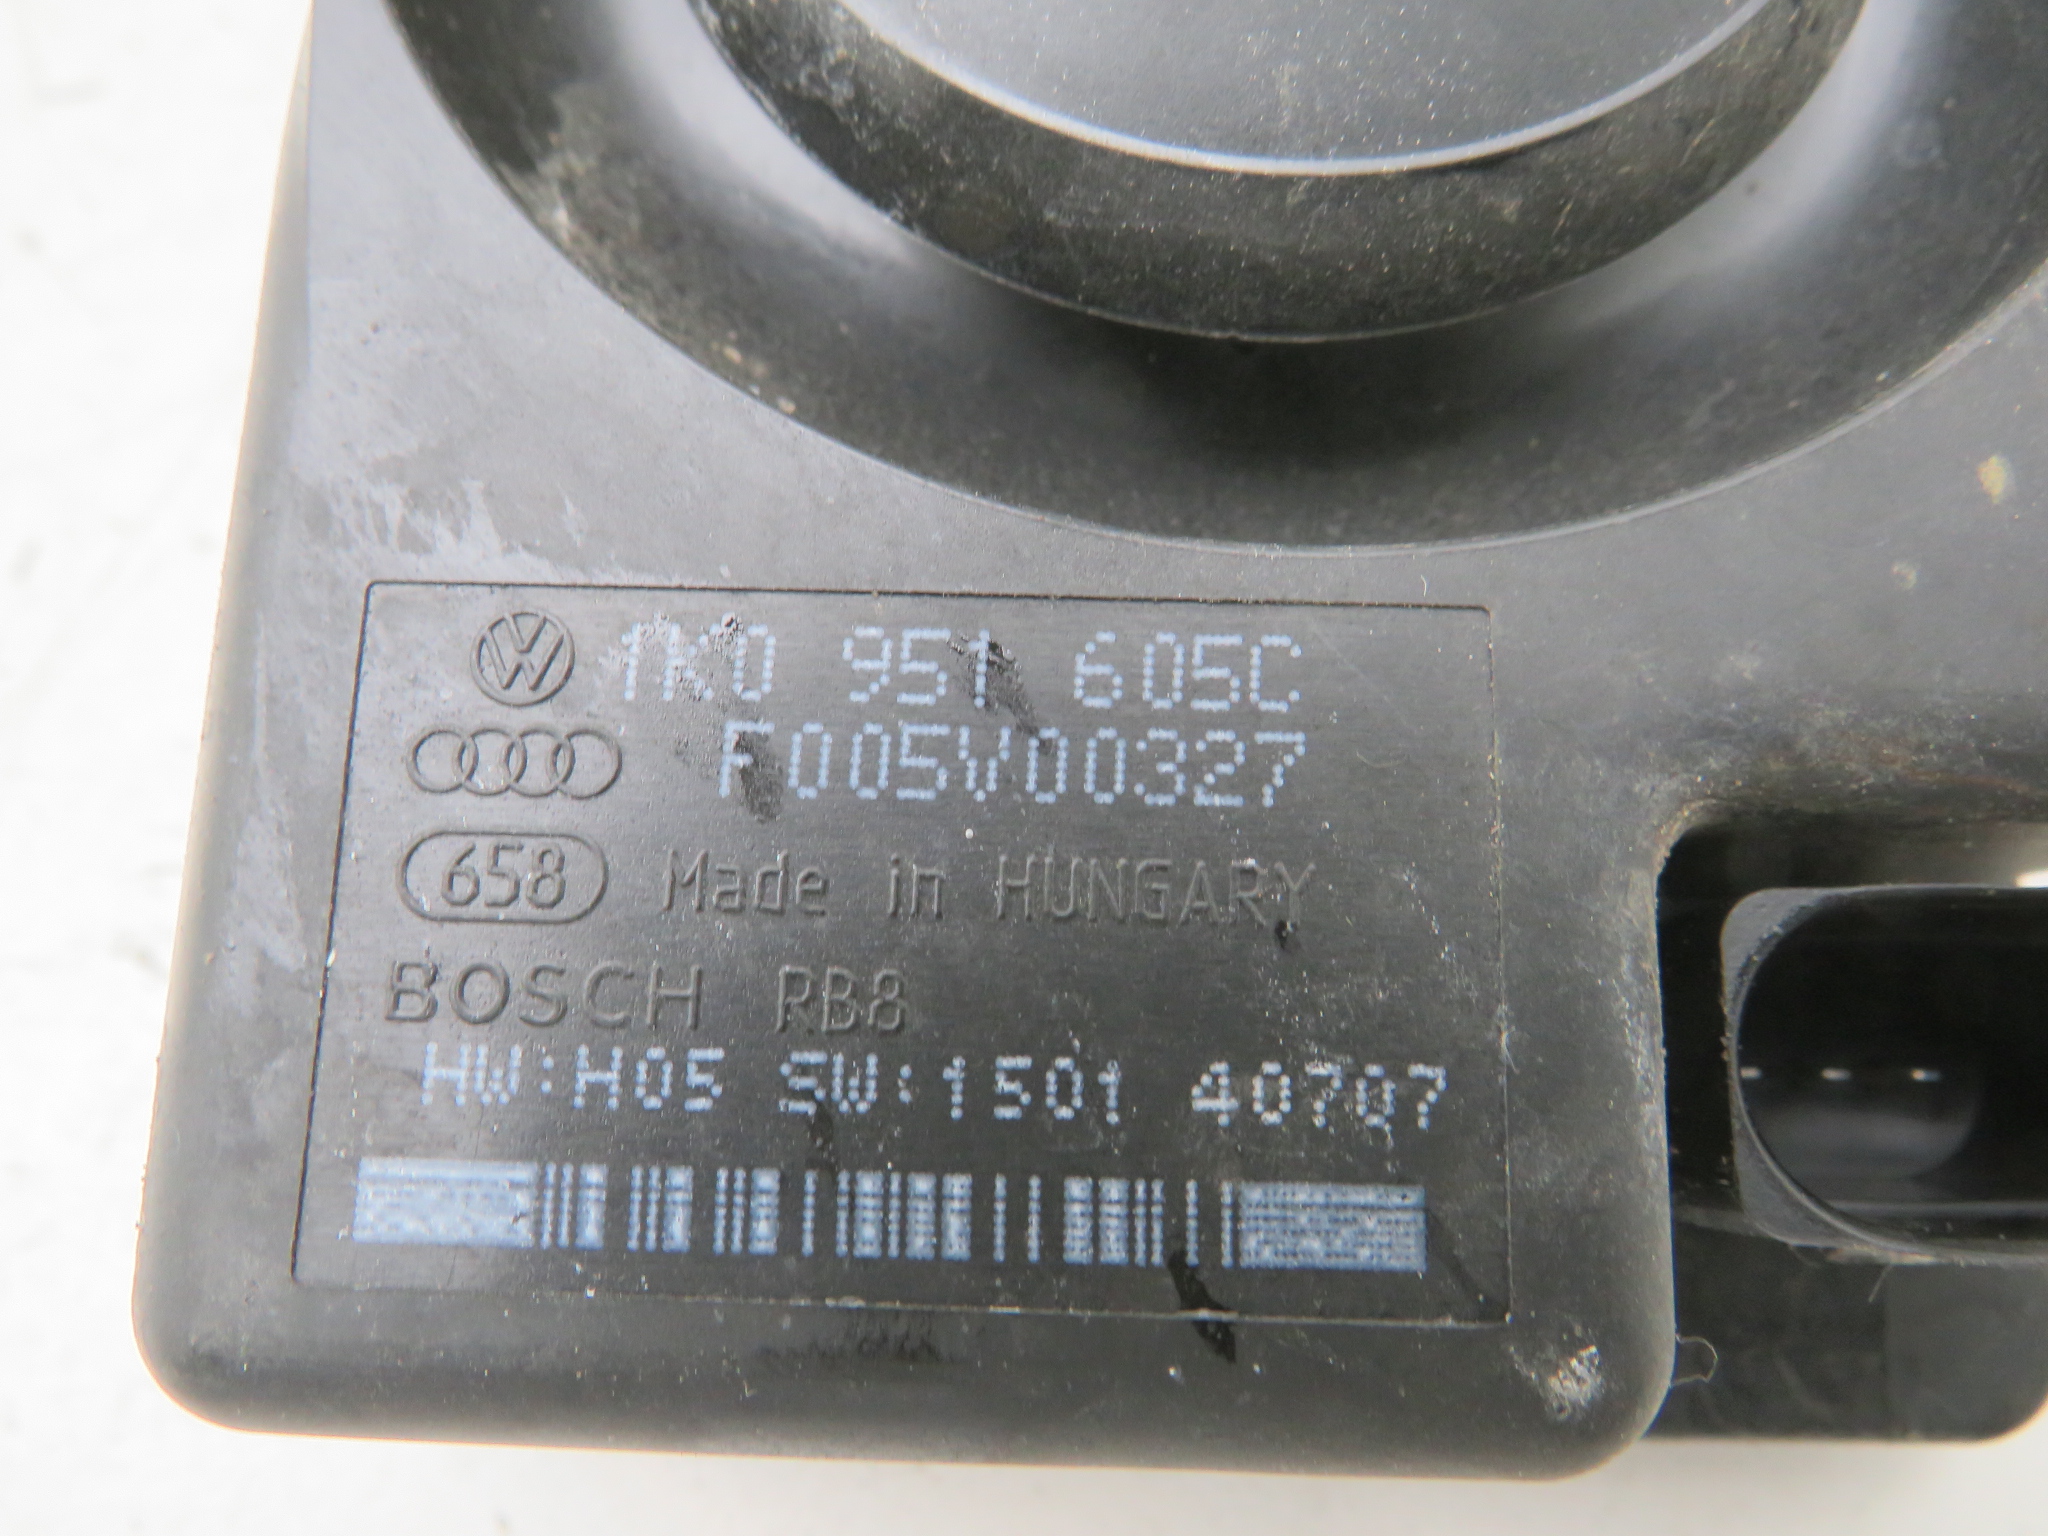 1K0 951 605C
F005V00327
658 Made in HUNGARY
BOSCH RB8
HW:H05 SW:1501 40707